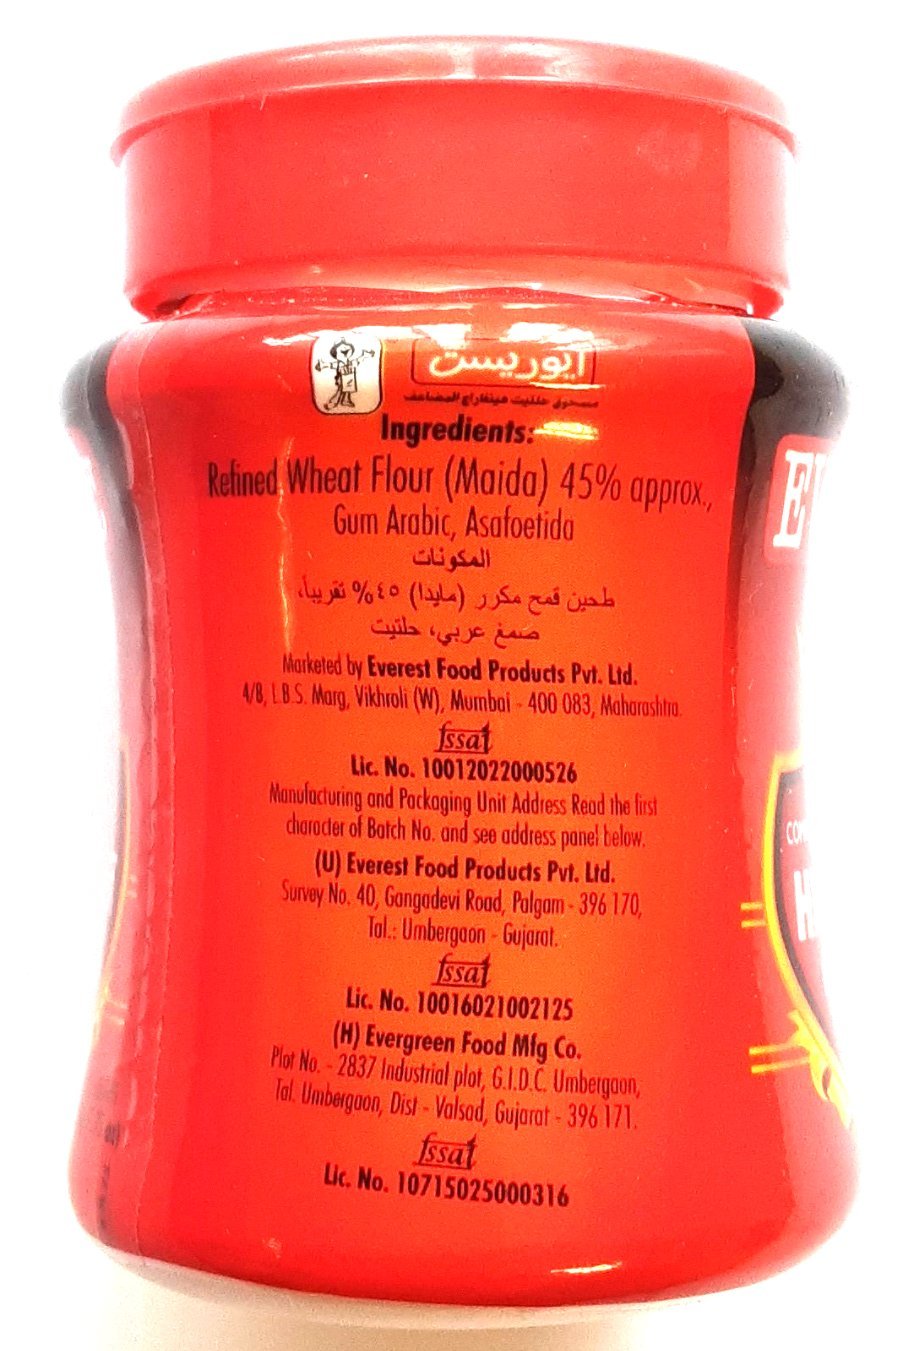 ايوريست
مسحوق حلتيت هينغراج المضاعف
Ingredients:
Refined Wheat Flour (Maida) 45% approx.,
Gum Arabic, Asafoetida
المكونات
طحين قمح مكرر (مايدا) ٤٥% تقريباً،
صمغ عربي، حلتيت
Marketed by Everest Food Products Pvt. Ltd.
4/B, L.B.S. Marg, Vikhroli (W), Mumbai - 400 083, Maharashtra.
fssai
Lic. No. 10012022000526
Manufacturing and Packaging Unit Address Read the first
character of Batch No. and see address panel below.
(U) Everest Food Products Pvt. Ltd.
Survey No. 40, Gangadevi Road, Palgam - 396 170,
Tal.: Umbergaon - Gujarat.
fssai
Lic. No. 10016021002125
(H) Evergreen Food Mfg Co.
Plot No. - 2837 Industrial plot, G.I.D.C. Umbergaon,
Tal. Umbergaon, Dist - Valsad, Gujarat - 396 171.
fssai
Lic. No. 10715025000316